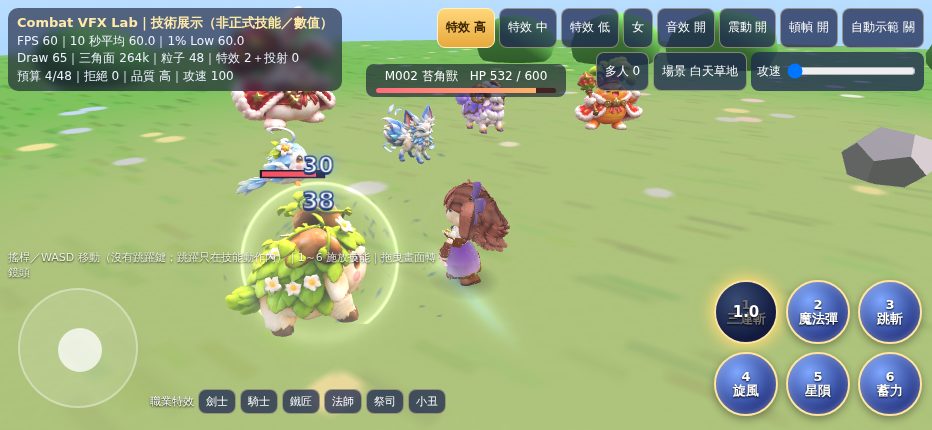 Combat VFX Lab｜技術展示（非正式技能／數值）
FPS 60｜10 秒平均 60.0｜1% Low 60.0
Draw 65｜三角面 264k｜粒子 48｜特效 2＋投射 0
預算 4/48｜拒絕 0｜品質 高｜攻速 100
特效 高
特效 中
特效 低
女
音效 開
震動 開
頓幀 開
自動示範 關
M002 苔角獸 HP 532 / 600
多人 0
場景 白天草地
攻速
30
38
搖桿／WASD 移動（沒有跳躍鍵；跳躍只在技能動作內）｜1~6 施放技能｜拖曳畫面轉
鏡頭
1
1.0
三連斬
2
魔法彈
3
跳斬
4
旋風
5
星隕
6
蓄力
職業特效
劍士
騎士
鐵匠
法師
祭司
小丑